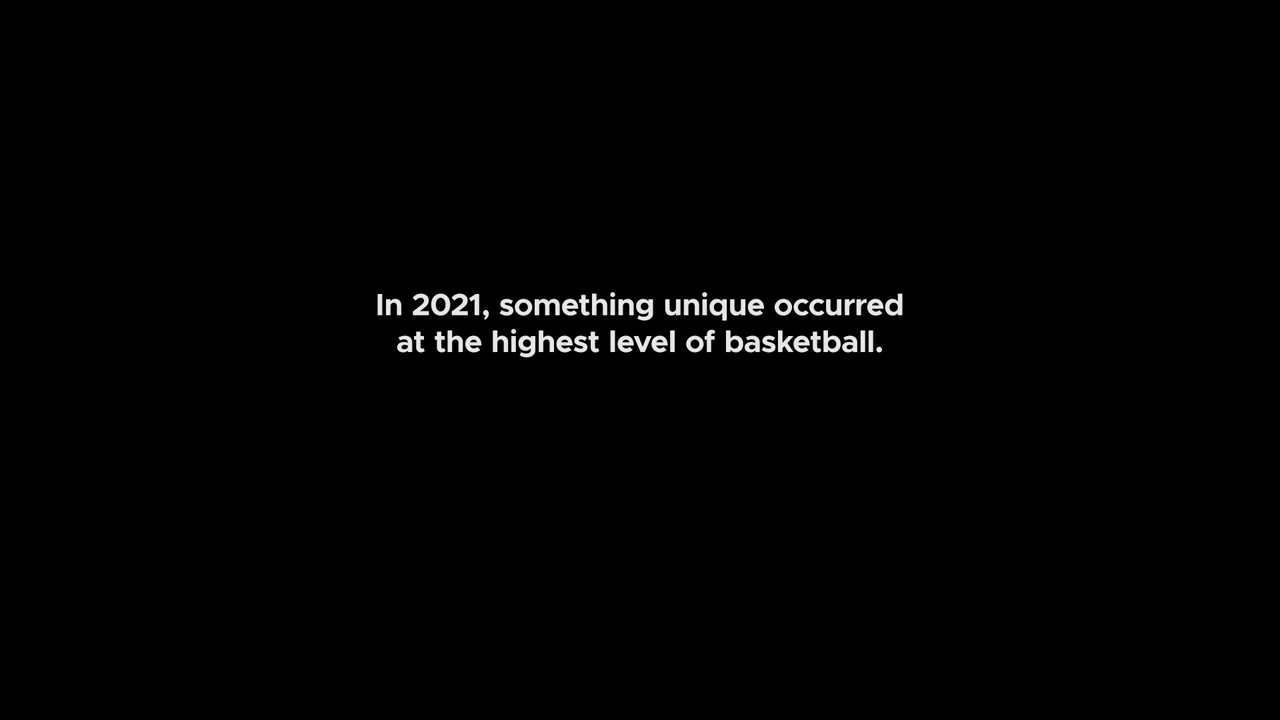 In 2021, something unique occurred
at the highest level of basketball.